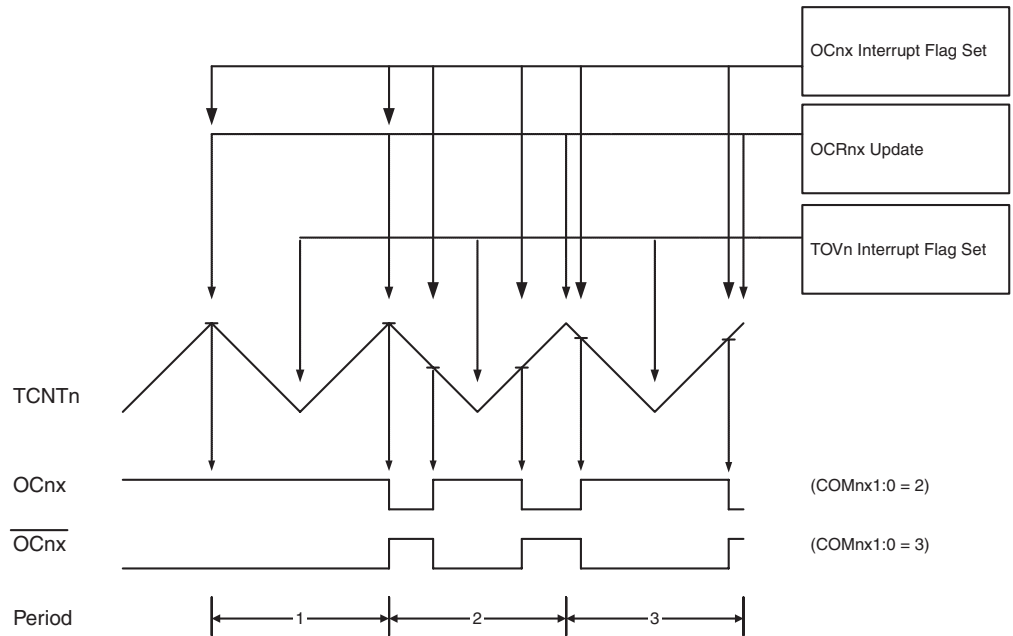 OCnx Interrupt Flag Set
OCRnx Update
TOVn Interrupt Flag Set
TCNTn
OCnx (COMnx1:0 = 2)
OCnx (COMnx1:0 = 3)
Period 1 2 3